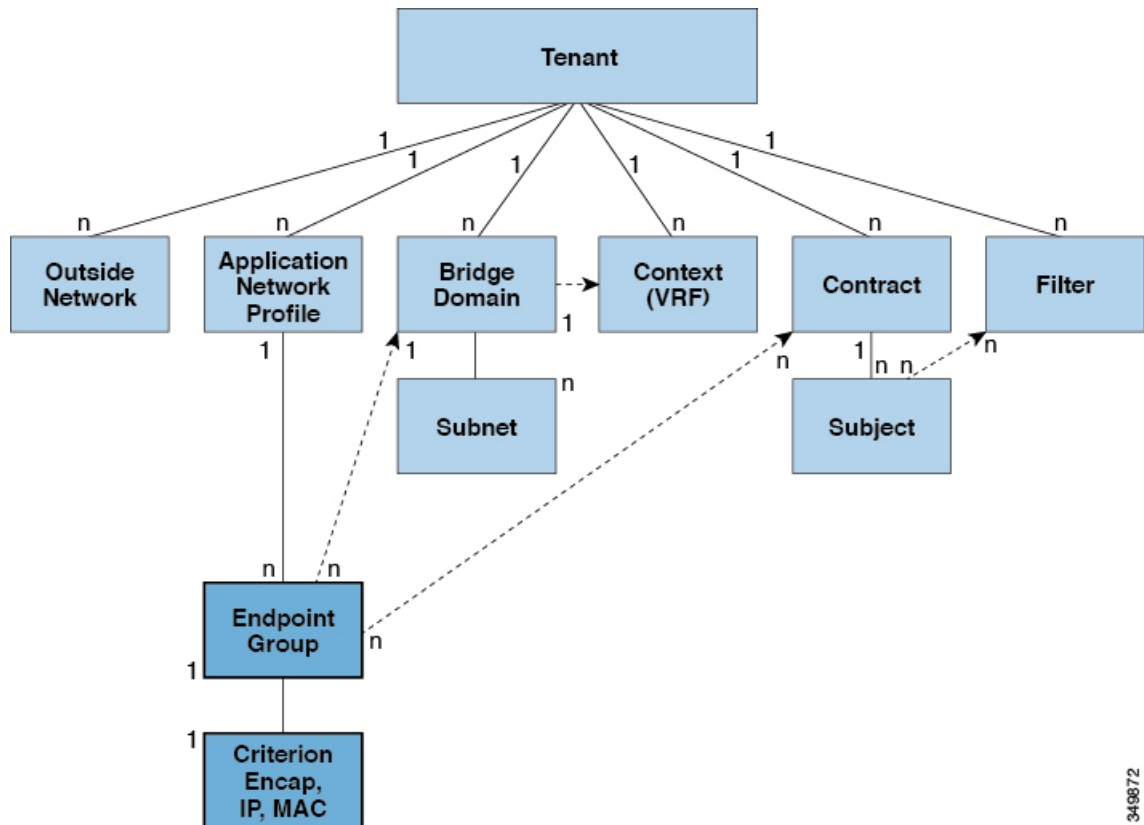 Tenant
1
1
1
1
1
1
n
n
n
n
n
n
Outside
Network
Application
Network
Profile
Bridge
Domain
Context
(VRF)
Contract
Filter
1
1
1
n
1
n
n
n
n
Subnet
Subject
n
n
Endpoint
Group
n
1
1
Criterion
Encap,
IP, MAC
349872